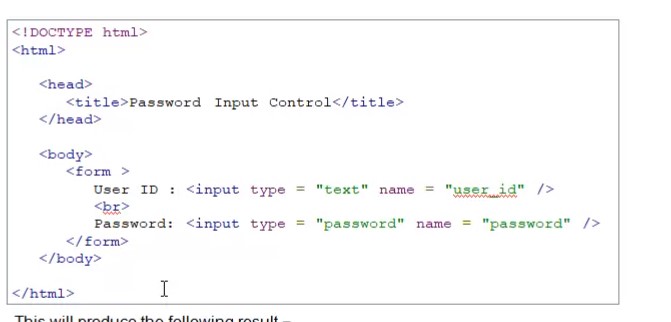 <!DOCTYPE html>
<html>
<head>
<title>Password Input Control</title>
</head>
<body>
<form >
User ID : <input type = "text" name = "user_id" />
<br>
Password: <input type = "password" name = "password" />
</form>
</body>
</html>
This will produce the following result –